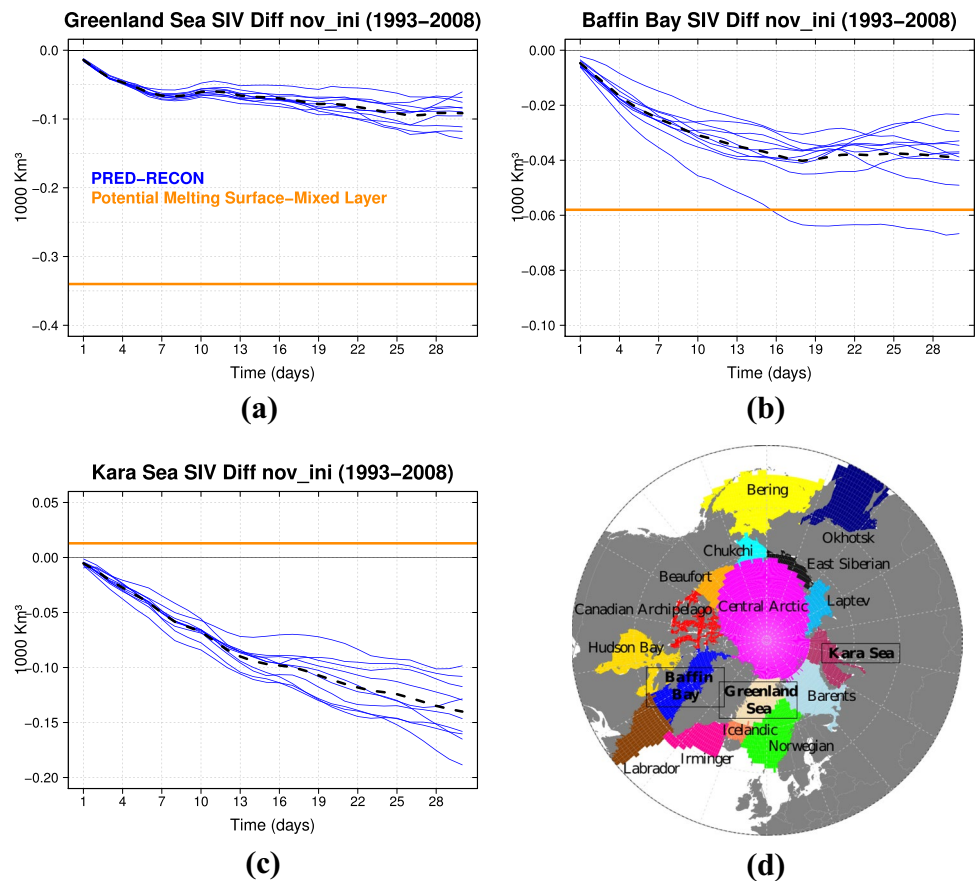 Greenland Sea SIV Diff nov_ini (1993−2008)
0.0
−0.1
−0.2
−0.3
−0.4
1000 Km³
PRED−RECON
Potential Melting Surface−Mixed Layer
1 4 7 10 13 16 19 22 25 28
Time (days)
(a)
Baffin Bay SIV Diff nov_ini (1993−2008)
0.00
−0.02
−0.04
−0.06
−0.08
−0.10
1000 Km³
1 4 7 10 13 16 19 22 25 28
Time (days)
(b)
Kara Sea SIV Diff nov_ini (1993−2008)
0.05
0.00
−0.05
−0.10
−0.15
−0.20
1000 Km³
1 4 7 10 13 16 19 22 25 28
Time (days)
(c)
Bering
Okhotsk
Chukchi
East Siberian
Beaufort
Laptev
Canadian Archipelago
Central Arctic
Hudson Bay
Kara Sea
Baffin
Bay
Greenland
Sea
Barents
Icelandic
Norwegian
Irminger
Labrador
(d)